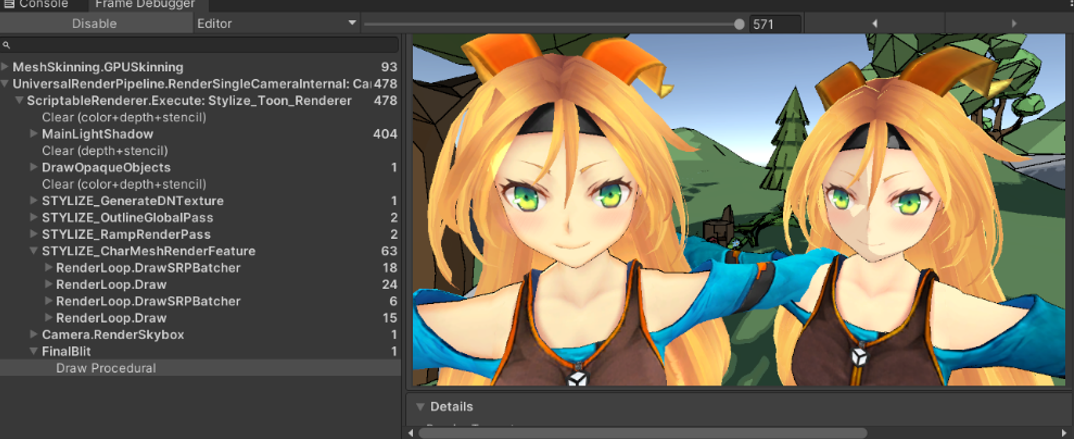 Console
Frame Debugger
Disable
Editor
571
MeshSkinning.GPUSkinning 93
UniversalRenderPipeline.RenderSingleCameraInternal: Ca 478
ScriptableRenderer.Execute: Stylize_Toon_Renderer 478
Clear (color+depth+stencil)
MainLightShadow 404
Clear (depth+stencil)
DrawOpaqueObjects 1
Clear (color+depth+stencil)
STYLIZE_GenerateDNTexture 1
STYLIZE_OutlineGlobalPass 2
STYLIZE_RampRenderPass 2
STYLIZE_CharMeshRenderFeature 63
RenderLoop.DrawSRPBatcher 18
RenderLoop.Draw 24
RenderLoop.DrawSRPBatcher 6
RenderLoop.Draw 15
Camera.RenderSkybox 1
FinalBlit 1
Draw Procedural
Details